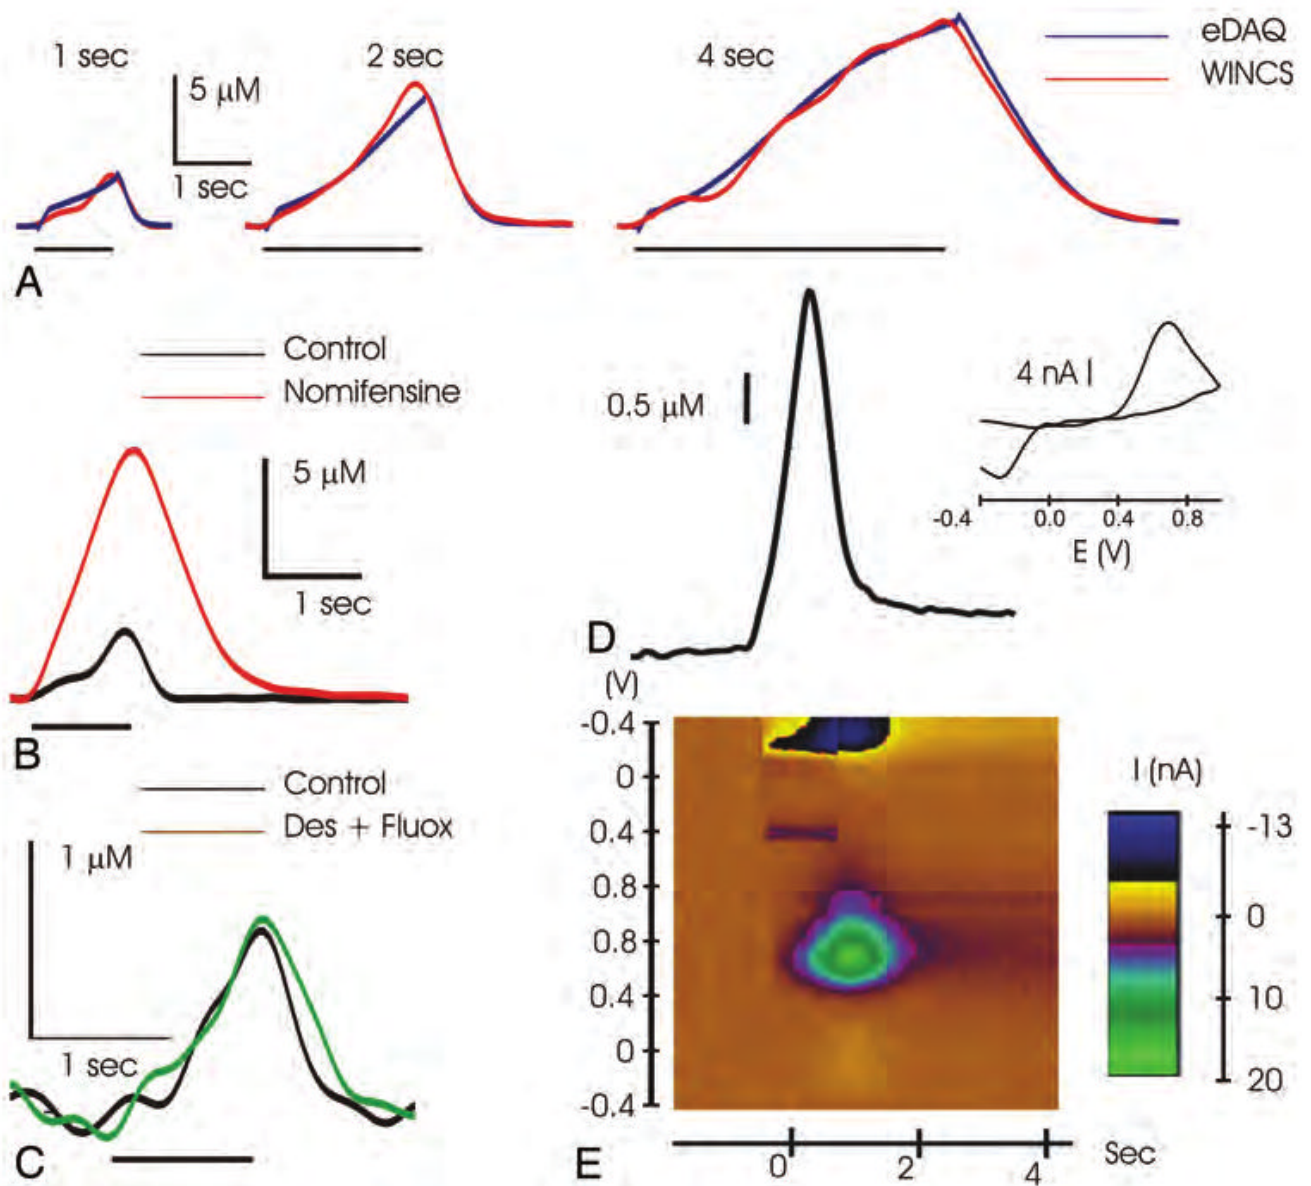 1 sec
2 sec
4 sec
eDAQ
WINCS
5 μM
1 sec
A
Control
Nomifensine
5 μM
1 sec
B
Control
Des + Fluox
1 μM
1 sec
C
0.5 μM
4 nA
-0.4 0.0 0.4 0.8
E (V)
D
(V)
-0.4
0
0.4
0.8
0.8
0.4
0
-0.4
I (nA)
-13
0
10
20
0 2 4 Sec
E